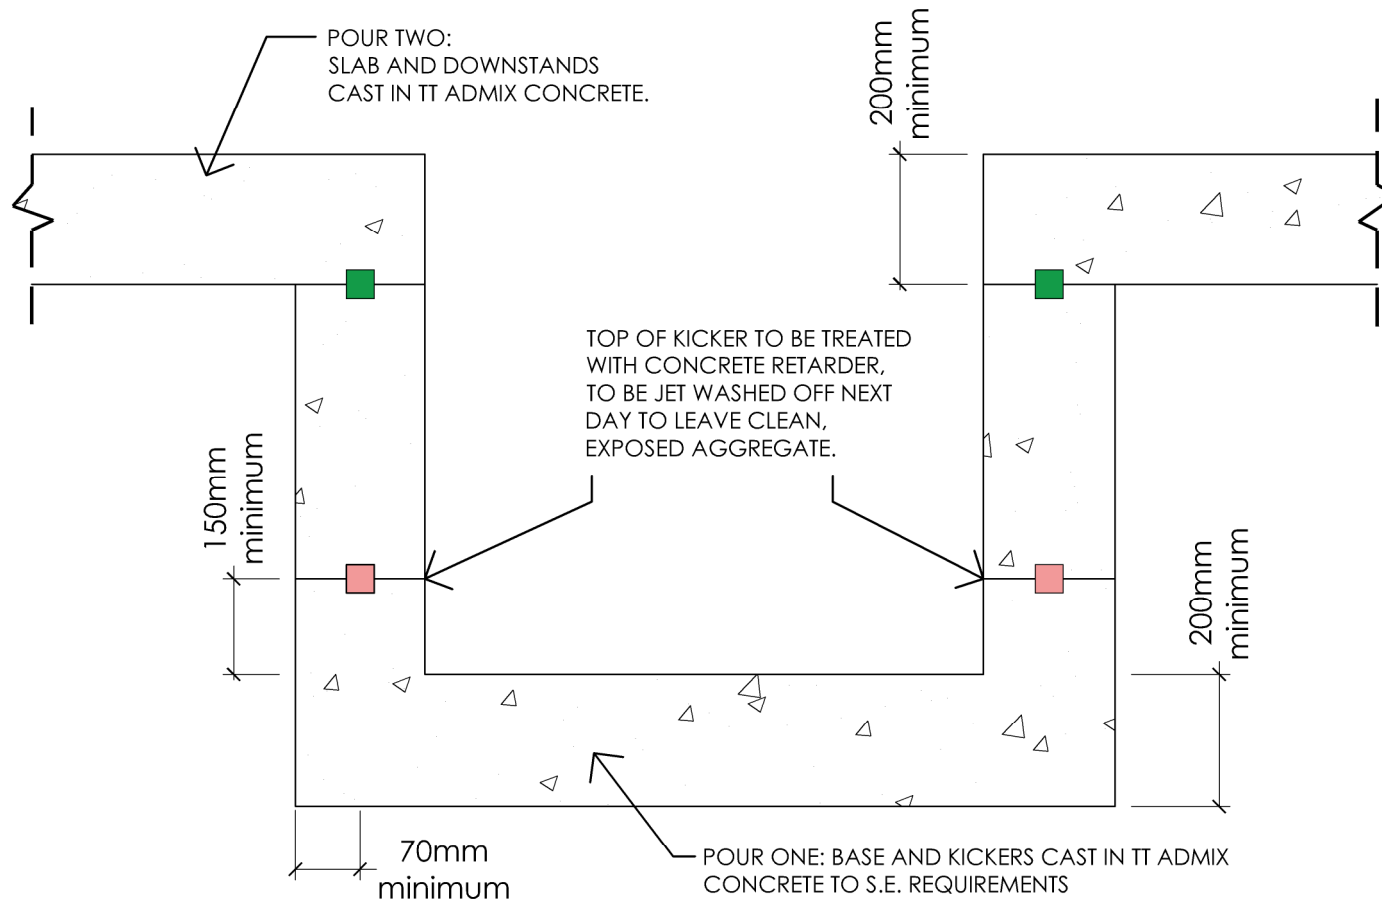 POUR TWO:
SLAB AND DOWNSTANDS
CAST IN TT ADMIX CONCRETE.
200mm
minimum
TOP OF KICKER TO BE TREATED
WITH CONCRETE RETARDER,
TO BE JET WASHED OFF NEXT
DAY TO LEAVE CLEAN,
EXPOSED AGGREGATE.
150mm
minimum
200mm
minimum
70mm
minimum
POUR ONE: BASE AND KICKERS CAST IN TT ADMIX
CONCRETE TO S.E. REQUIREMENTS